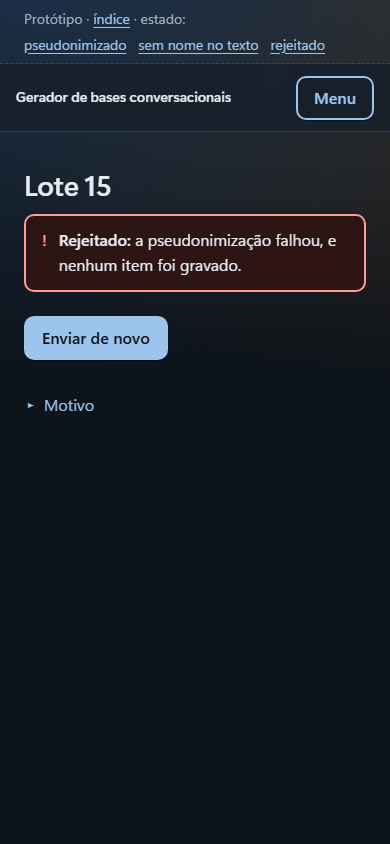 Protótipo · índice · estado:
pseudonimizado sem nome no texto rejeitado
Gerador de bases conversacionais
Menu
Lote 15
! Rejeitado: a pseudonimização falhou, e
nenhum item foi gravado.
Enviar de novo
▸ Motivo